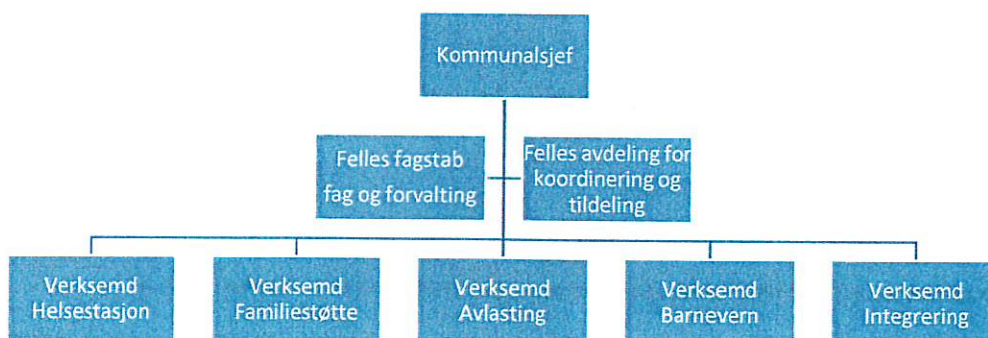 Kommunalsjef
Felles fagstab
fag og forvalting
Felles avdeling for
koordinering og
tildeling
Verksemd
Helsestasjon
Verksemd
Familiestøtte
Verksemd
Avlasting
Verksemd
Barnevern
Verksemd
Integrering